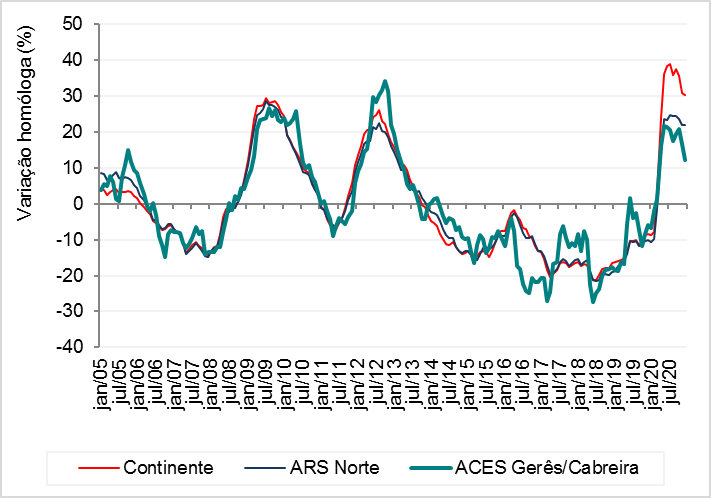 Variação homóloga (%)
50
40
30
20
10
0
-10
-20
-30
-40
jan/05
jul/05
jan/06
jul/06
jan/07
jul/07
jan/08
jul/08
jan/09
jul/09
jan/10
jul/10
jan/11
jul/11
jan/12
jul/12
jan/13
jul/13
jan/14
jul/14
jan/15
jul/15
jan/16
jul/16
jan/17
jul/17
jan/18
jul/18
jan/19
jul/19
jan/20
jul/20
Continente
ARS Norte
ACES Gerês/Cabreira